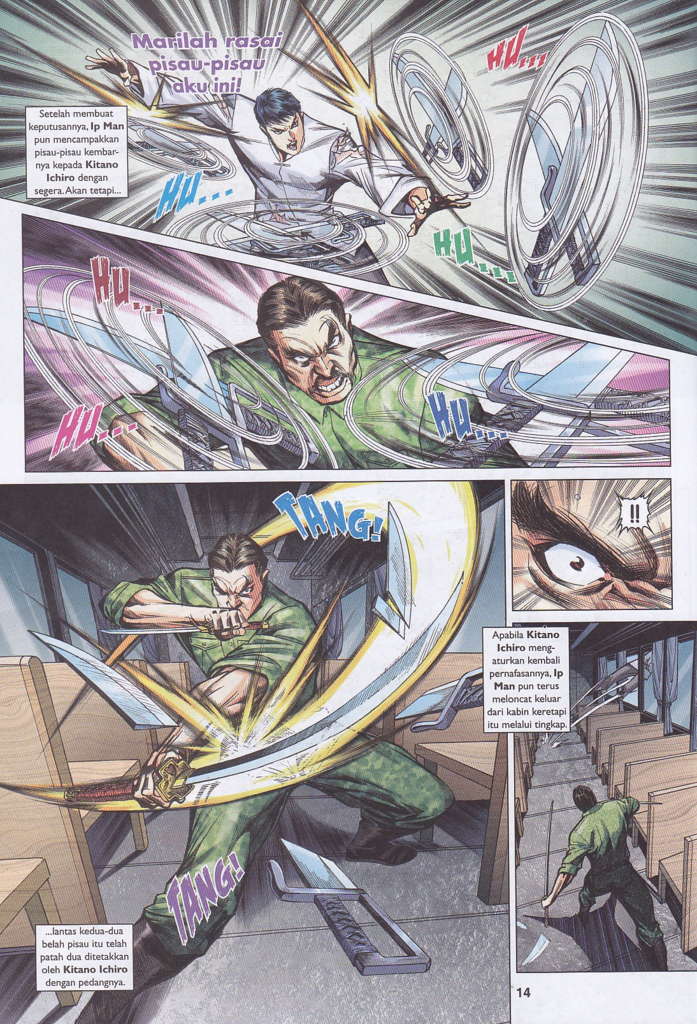 Marilah rasai
pisau-pisau
aku ini!
HU...
HU...
Setelah membuat
keputusannya, Ip Man
pun mencampakkan
pisau-pisau kembar-
nya kepada Kitano
Ichiro dengan
segera. Akan tetapi...
HU...
HU...
HU...
HU...
TANG!
!!
Apabila Kitano
Ichiro meng-
aturkan kembali
pernafasannya, Ip
Man pun terus
meloncat keluar
dari kabin keretapi
itu melalui tingkap.
TANG!
...lantas kedua-dua
belah pisau itu telah
patah dua ditetakkan
oleh Kitano Ichiro
dengan pedangnya.
14